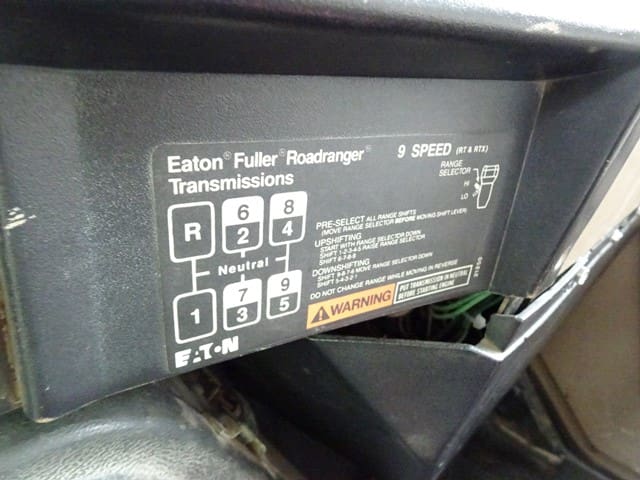 Eaton® Fuller® Roadranger®
Transmissions
9 SPEED (RT & RTX)
RANGE
SELECTOR
HI
LO
R 6 8
2 4
Neutral
1 7 9
3 5
EATON
PRE-SELECT ALL RANGE SHIFTS
(MOVE RANGE SELECTOR BEFORE MOVING SHIFT LEVER)
UPSHIFTING
START WITH RANGE SELECTOR DOWN
SHIFT 1-2-3-4-5 RAISE RANGE SELECTOR
SHIFT 6-7-8-9
DOWNSHIFTING
SHIFT 9-8-7-6 MOVE RANGE SELECTOR DOWN
SHIFT 5-4-3-2-1
DO NOT CHANGE RANGE WHILE MOVING IN REVERSE
WARNING
PUT TRANSMISSION IN NEUTRAL
BEFORE STARTING ENGINE